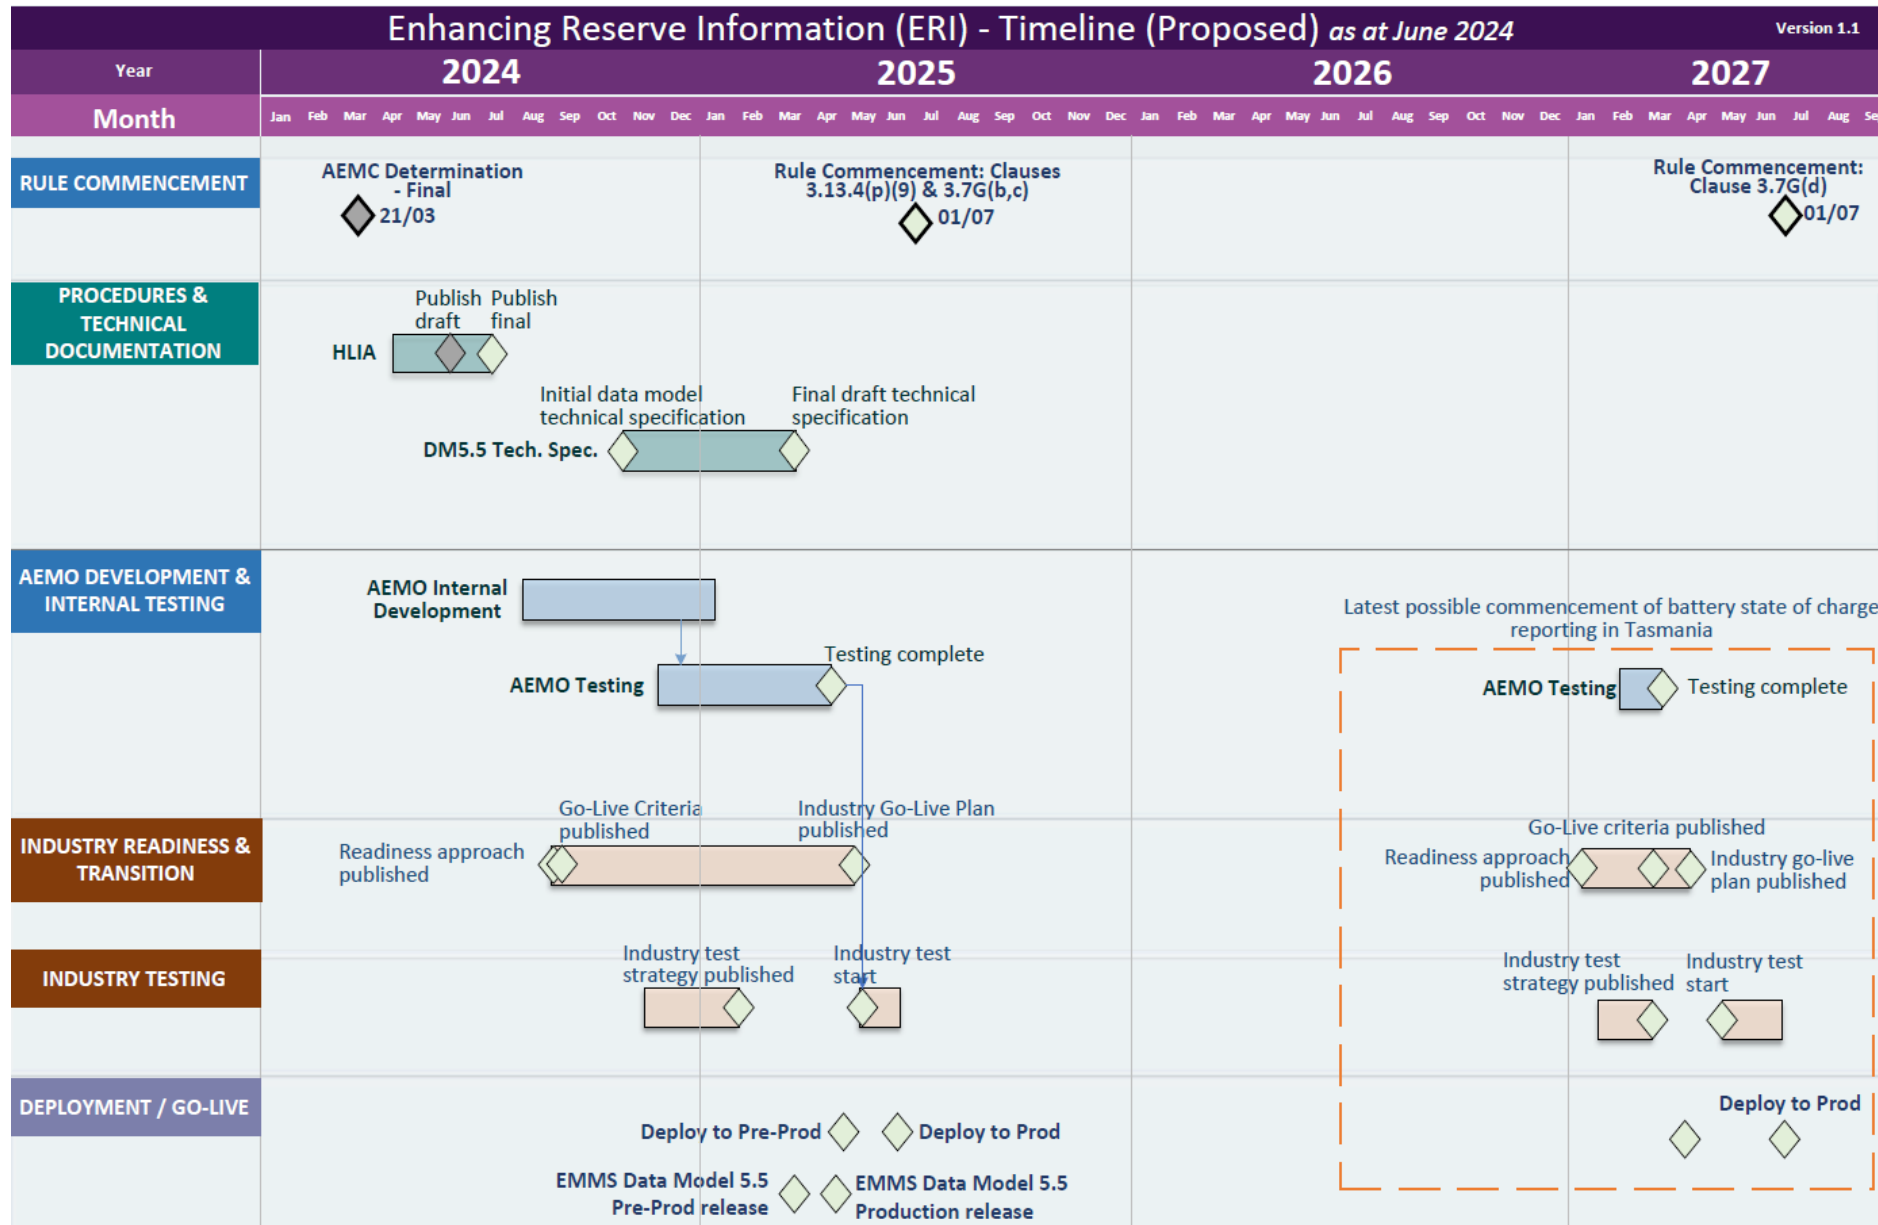 Enhancing Reserve Information (ERI) - Timeline (Proposed) as at June 2024
Version 1.1
Year
2024
2025
2026
2027
Month
Jan Feb Mar Apr May Jun Jul Aug Sep Oct Nov Dec Jan Feb Mar Apr May Jun Jul Aug Sep Oct Nov Dec Jan Feb Mar Apr May Jun Jul Aug Sep Oct Nov Dec Jan Feb Mar Apr May Jun Jul Aug Se
RULE COMMENCEMENT
AEMC Determination
- Final
21/03
Rule Commencement: Clauses
3.13.4(p)(9) & 3.7G(b,c)
01/07
Rule Commencement:
Clause 3.7G(d)
01/07
PROCEDURES &
TECHNICAL
DOCUMENTATION
Publish
draft
Publish
final
HLIA
Initial data model
technical specification
Final draft technical
specification
DM5.5 Tech. Spec.
AEMO DEVELOPMENT &
INTERNAL TESTING
AEMO Internal
Development
Latest possible commencement of battery state of charge
reporting in Tasmania
Testing complete
AEMO Testing
AEMO Testing
Testing complete
INDUSTRY READINESS &
TRANSITION
Go-Live Criteria
published
Industry Go-Live Plan
published
Readiness approach
published
Go-Live criteria published
Readiness approach
published
Industry go-live
plan published
INDUSTRY TESTING
Industry test
strategy published
Industry test
start
Industry test
strategy published
Industry test
start
DEPLOYMENT / GO-LIVE
Deploy to Pre-Prod
Deploy to Prod
Deploy to Prod
EMMS Data Model 5.5
Pre-Prod release
EMMS Data Model 5.5
Production release